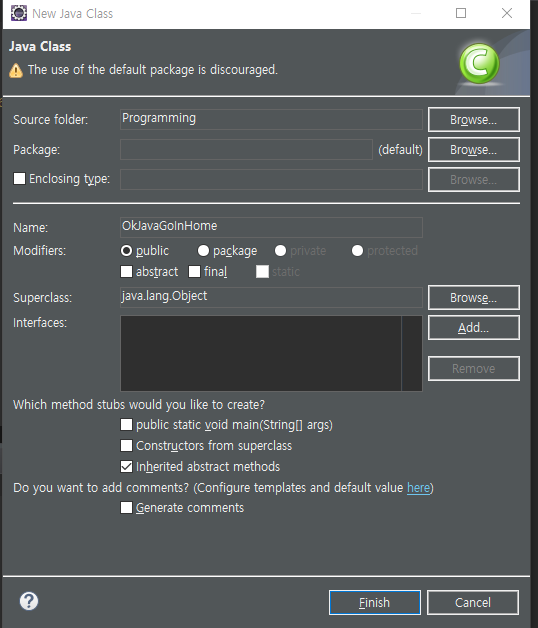 New Java Class
Java Class
The use of the default package is discouraged.
Source folder: Programming Browse...
Package: (default) Browse...
Enclosing type: Browse...
Name: OkJavaGoInHome
Modifiers: public package private protected
abstract final static
Superclass: java.lang.Object Browse...
Interfaces: Add...
Remove
Which method stubs would you like to create?
public static void main(String[] args)
Constructors from superclass
Inherited abstract methods
Do you want to add comments? (Configure templates and default value here)
Generate comments
? Finish Cancel